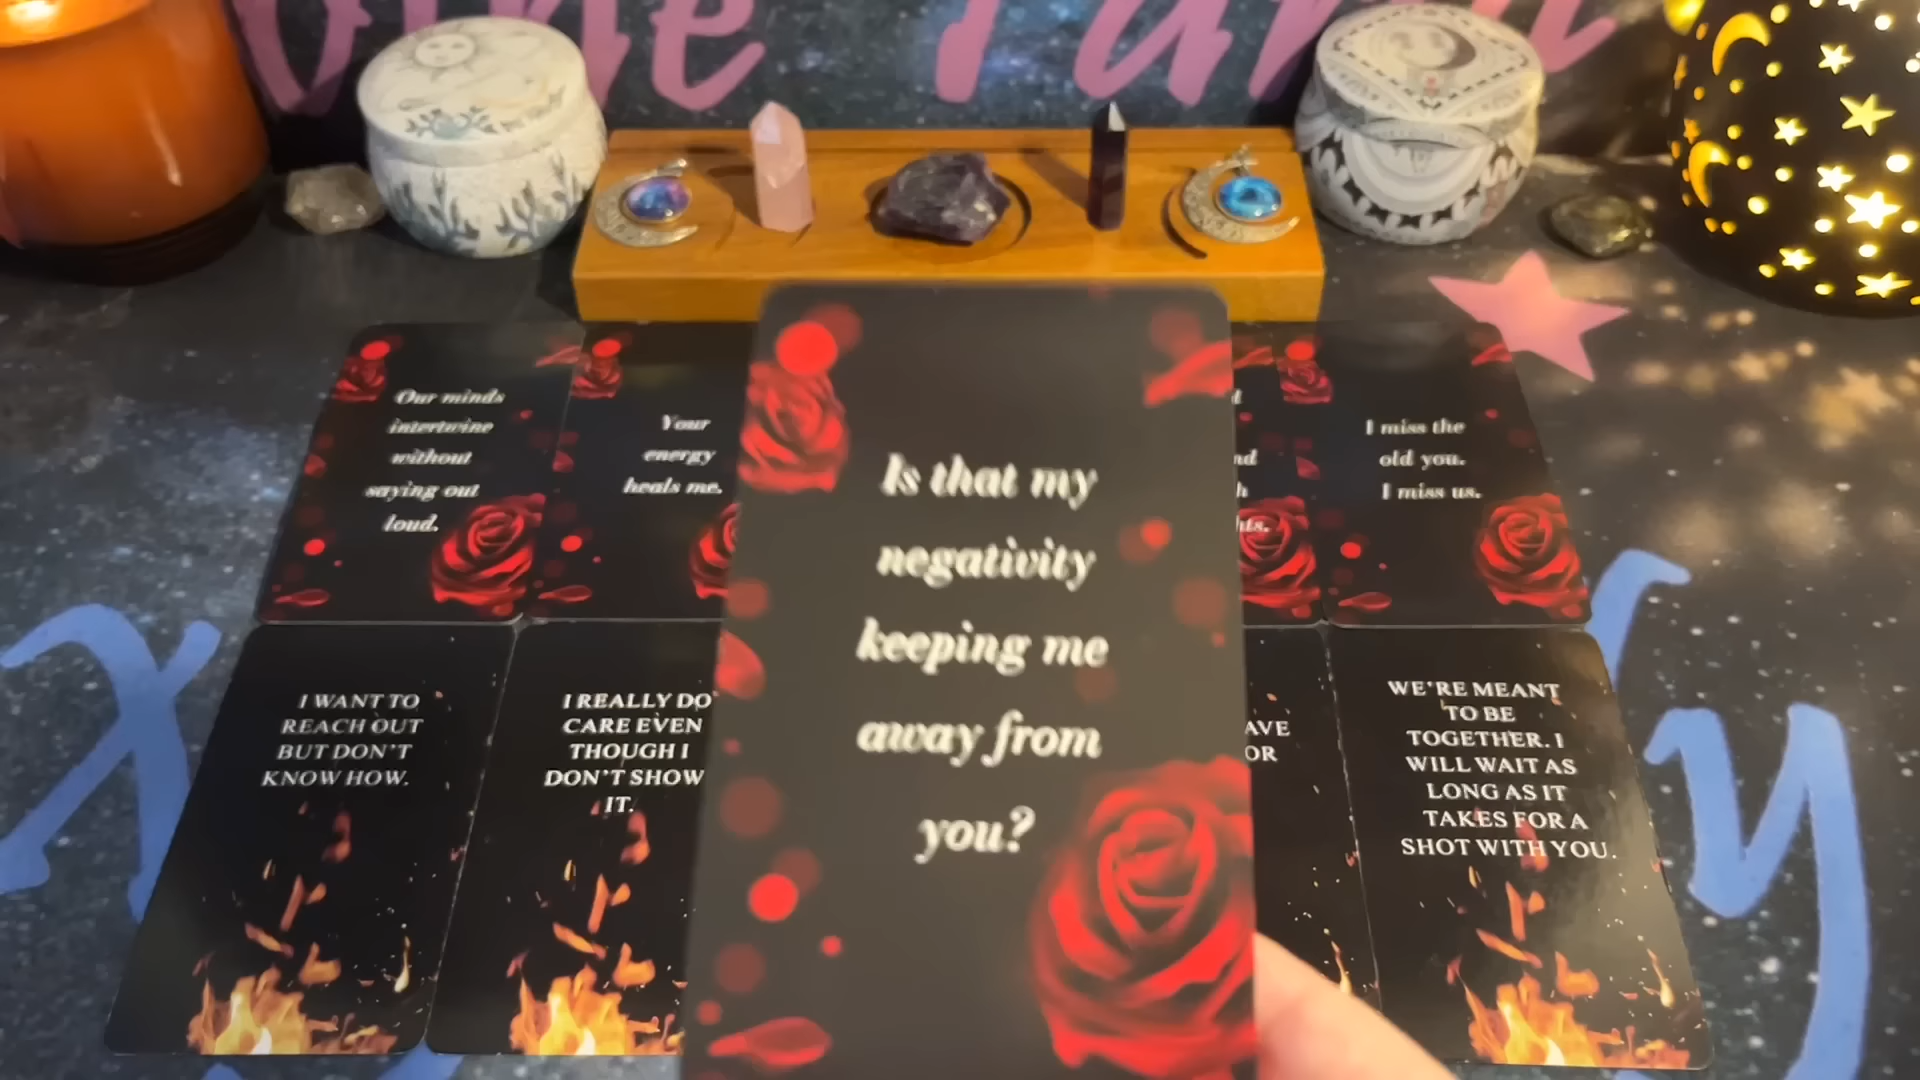 Our minds
intertwine
without
saying out
loud.
Your
energy
heals me.
Is that my
negativity
keeping me
away from
you?
I miss the
old you.
I miss us.
I WANT TO
REACH OUT
BUT DON'T
KNOW HOW.
I REALLY DO
CARE EVEN
THOUGH I
DON'T SHOW
IT.
WE'RE MEANT
TO BE
TOGETHER. I
WILL WAIT AS
LONG AS IT
TAKES FOR A
SHOT WITH YOU.